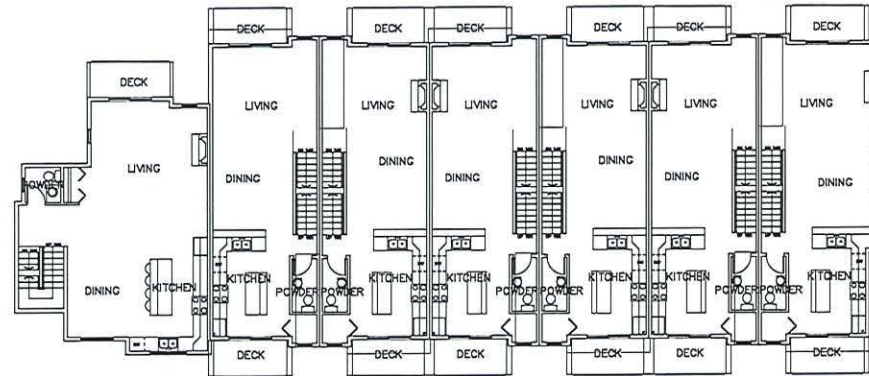 DECK DECK DECK DECK DECK DECK
DECK
LIVING LIVING LIVING LIVING LIVING LIVING
LIVING
DINING DINING DINING DINING DINING DINING
POWDER
KITCHEN KITCHEN KITCHEN KITCHEN KITCHEN KITCHEN
DINING KITCHEN POWDER POWDER POWDER POWDER POWDER POWDER
DECK DECK DECK DECK DECK DECK